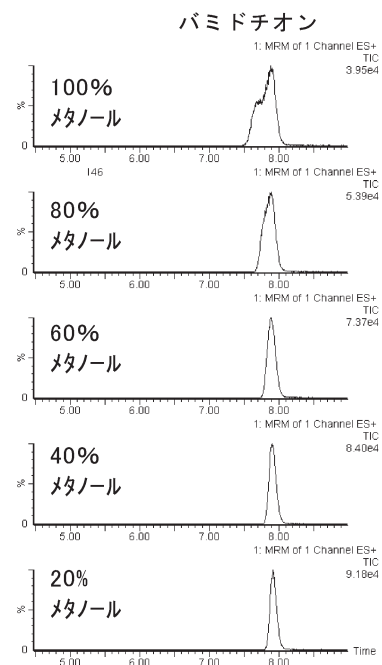 バミドチオン
1: MRM of 1 Channel ES+
TIC
3.95e4
100%
メタノール
%
0
5.00 6.00 7.00 8.00
146
1: MRM of 1 Channel ES+
TIC
5.39e4
80%
メタノール
%
0
5.00 6.00 7.00 8.00
1: MRM of 1 Channel ES+
TIC
7.37e4
60%
メタノール
%
0
5.00 6.00 7.00 8.00
1: MRM of 1 Channel ES+
TIC
8.40e4
40%
メタノール
%
0
5.00 6.00 7.00 8.00
1: MRM of 1 Channel ES+
TIC
9.18e4
20%
メタノール
%
0
Time
5.00 6.00 7.00 8.00